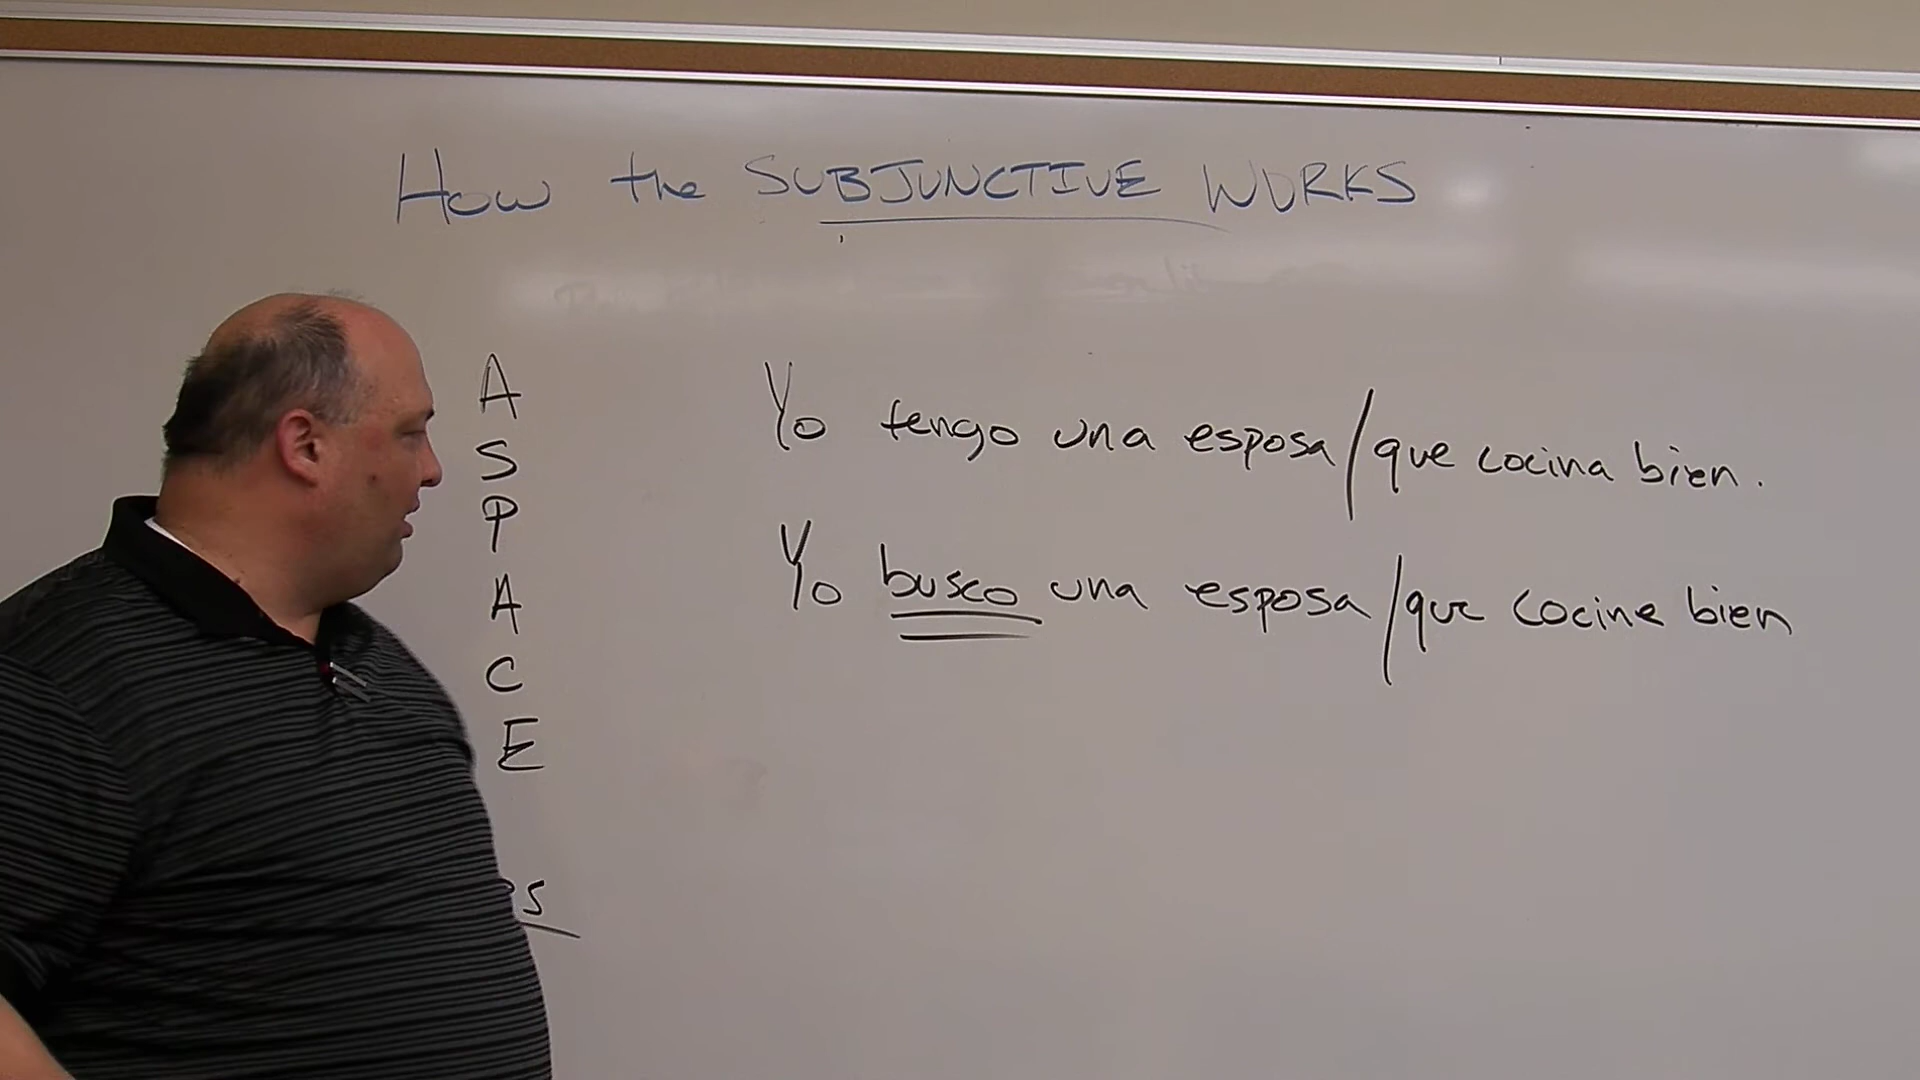 How the SUBJUNCTIVE WORKS
A
S
P
A
C
E
Yo tengo una esposa / que cocina bien.
Yo busco una esposa / que cocine bien